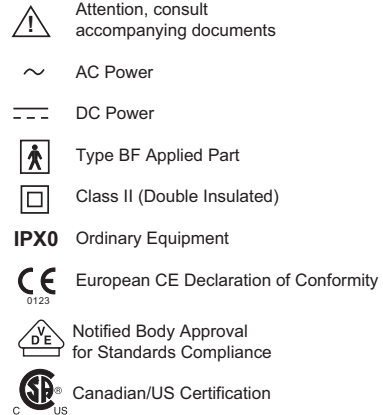 ! Attention, consult
accompanying documents
~ AC Power
DC Power
Type BF Applied Part
Class II (Double Insulated)
IPX0 Ordinary Equipment
CE European CE Declaration of Conformity
0123
VDE Notified Body Approval
for Standards Compliance
SA® Canadian/US Certification
C US